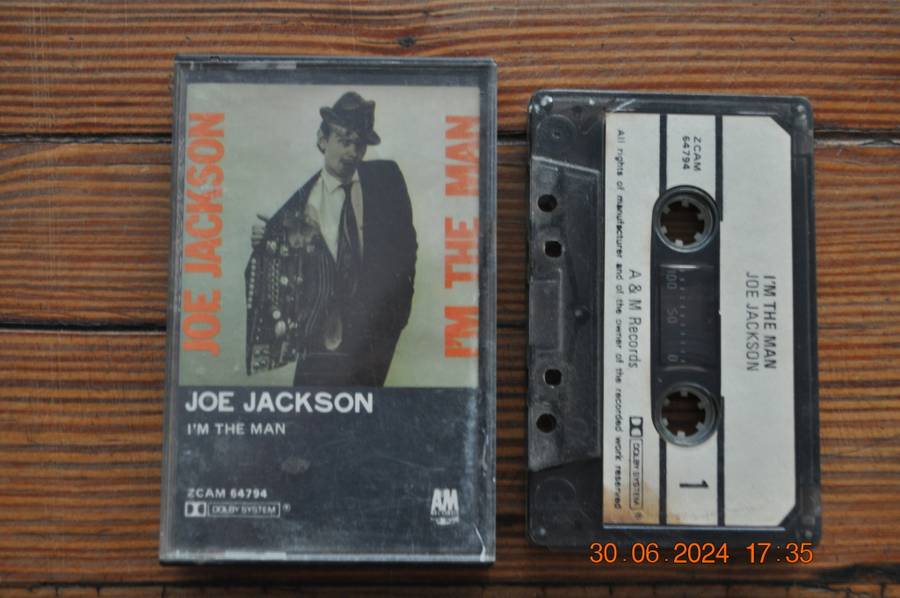 JOE JACKSON
I'M THE MAN
JOE JACKSON
I'M THE MAN
ZCAM 64794
DOLBY SYSTEM ®
A&M
RECORDS
I'M THE MAN
JOE JACKSON
ZCAM
64794
100 50 0
1
A & M Records
DOLBY SYSTEM ®
All rights of manufacturer and of the owner of the recorded work reserved
30.06.2024 17:35